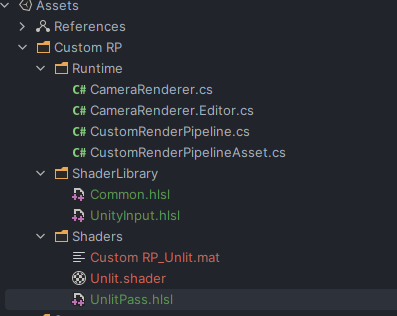 Assets
References
Custom RP
Runtime
C# CameraRenderer.cs
C# CameraRenderer.Editor.cs
C# CustomRenderPipeline.cs
C# CustomRenderPipelineAsset.cs
ShaderLibrary
Common.hlsl
UnityInput.hlsl
Shaders
Custom RP_Unlit.mat
Unlit.shader
UnlitPass.hlsl